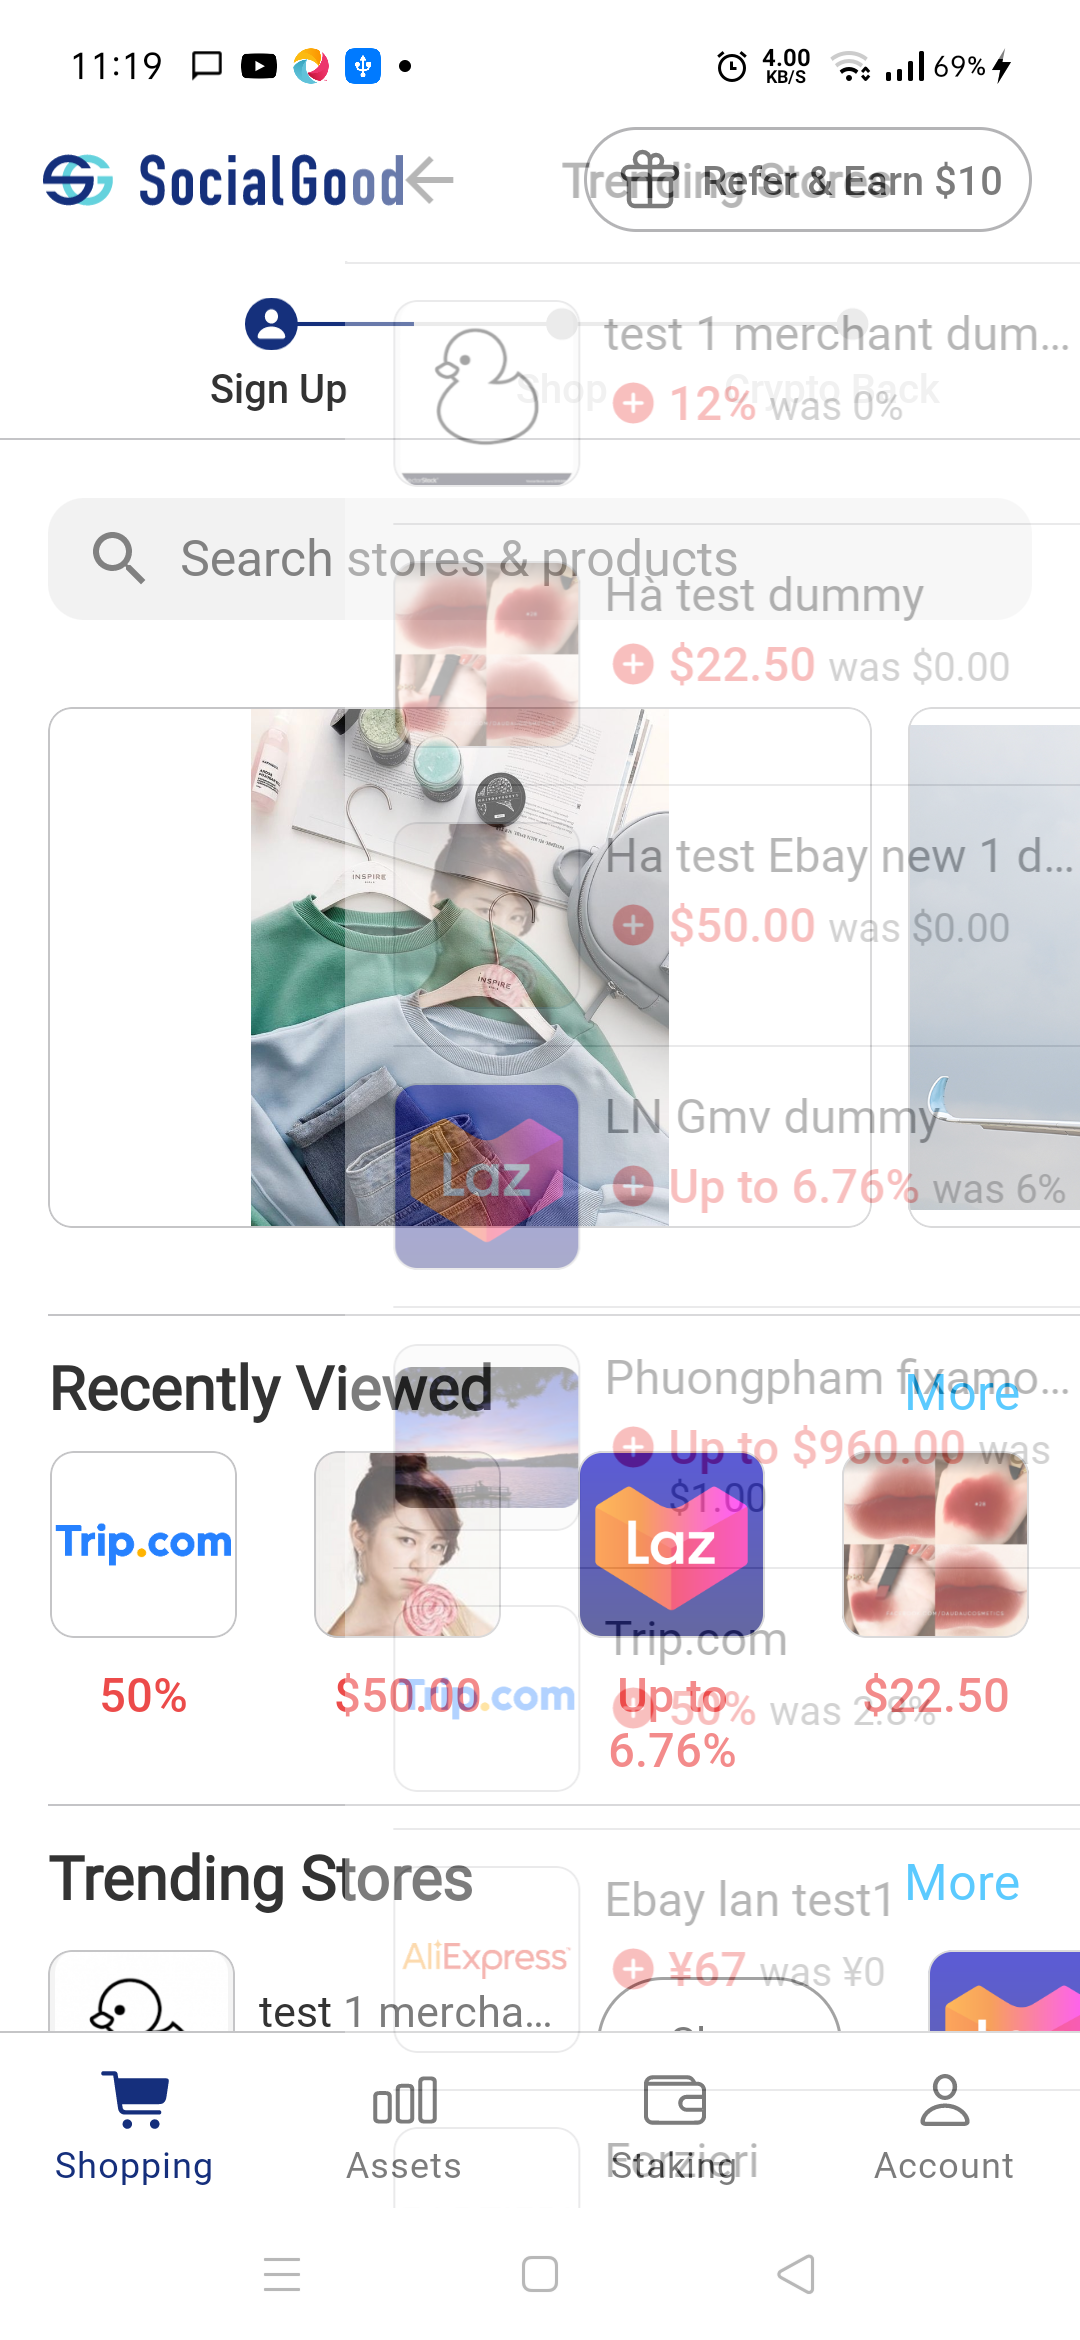 11:19
4.00
KB/S
69%
SocialGood
Trending Stores
Refer & Earn $10
Sign Up
Shop
Crypto Back
test 1 merchant dum...
12% was 0%
Search stores & products
Hà test dummy
$22.50 was $0.00
INSPIRE
Ha test Ebay new 1 d...
$50.00 was $0.00
INSPIRE
LN Gmv dummy
Laz
Up to 6.76% was 6%
Recently Viewed
Phuongpham fixamo...
More
Up to $960.00 was
$1.00
Trip.com
Laz
Trip.com
Trip.com
50%
$50.00
Up to
6.76%
$22.50
50% was 2.8%
Trending Stores
More
Ebay lan test1
AliExpress
¥67 was ¥0
test 1 mercha...
Shopping
Assets
Staking
Forzieri
Account